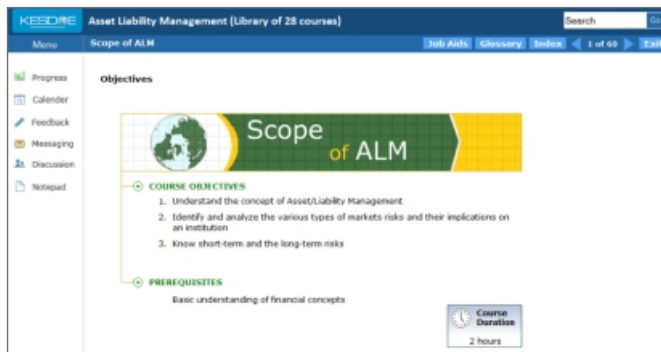 KESDEE Asset Liability Management (Library of 28 courses) Search
Menu Scope of ALM Job Aids Glossary Index 1 of 60 Exit
Progress
Calender
Feedback
Messaging
Discussion
Notepad
Objectives
Scope
of ALM
COURSE OBJECTIVES
1. Understand the concept of Asset/Liability Management
2. Identify and analyze the various types of markets risks and their implications on
an institution
3. Know short-term and the long-term risks
PREREQUISITES
Basic understanding of financial concepts
Course
Duration
2 hours